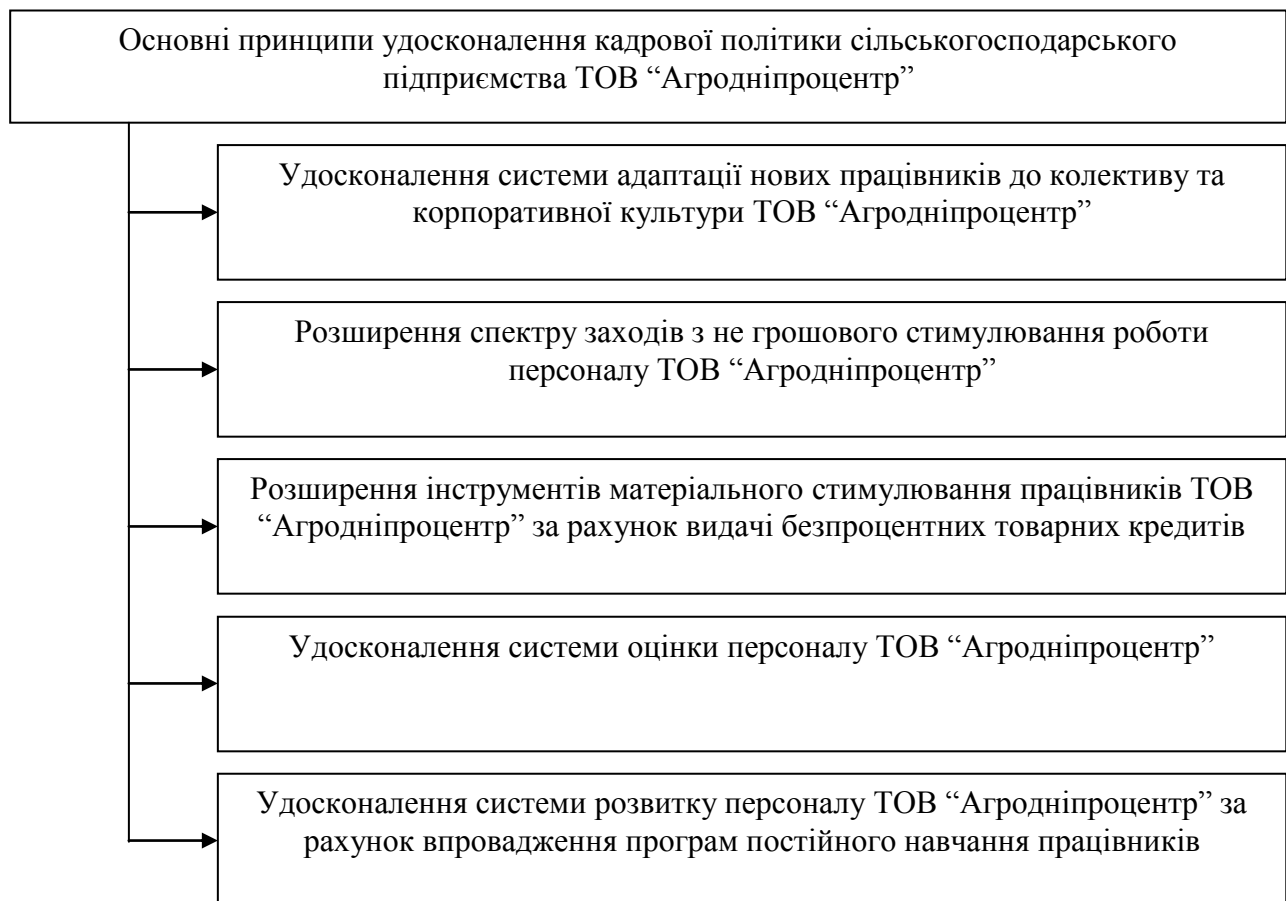 Основні принципи удосконалення кадрової політики сільськогосподарського
підприємства ТОВ “Агродніпроцентр”
Удосконалення системи адаптації нових працівників до колективу та
корпоративної культури ТОВ “Агродніпроцентр”
Розширення спектру заходів з не грошового стимулювання роботи
персоналу ТОВ “Агродніпроцентр”
Розширення інструментів матеріального стимулювання працівників ТОВ
“Агродніпроцентр” за рахунок видачі безпроцентних товарних кредитів
Удосконалення системи оцінки персоналу ТОВ “Агродніпроцентр”
Удосконалення системи розвитку персоналу ТОВ “Агродніпроцентр” за
рахунок впровадження програм постійного навчання працівників